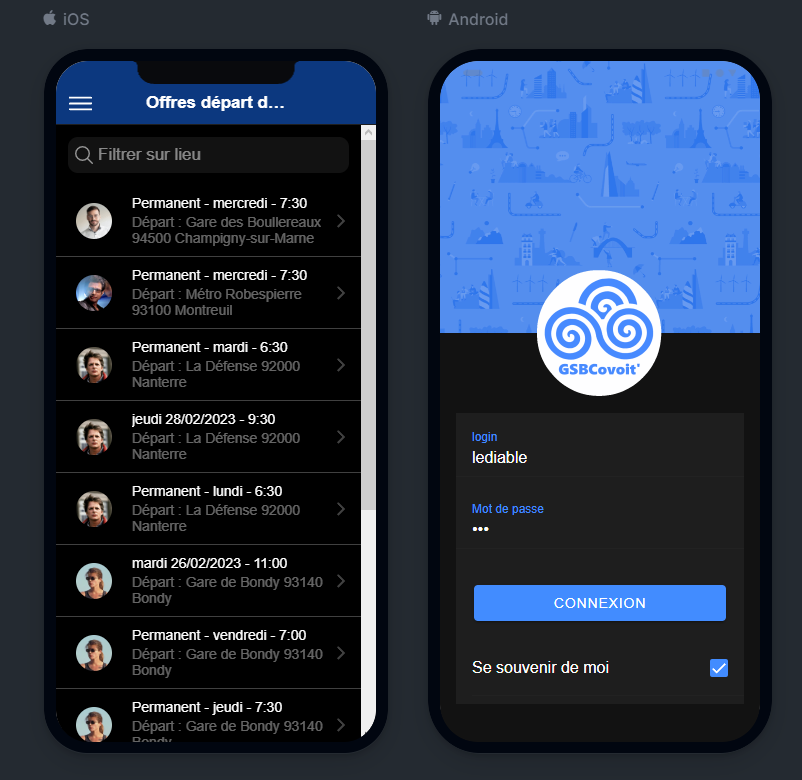 iOS
Offres départ d…
Filtrer sur lieu
Permanent - mercredi - 7:30
Départ : Gare des Boullereaux
94500 Champigny-sur-Marne
Permanent - mercredi - 7:30
Départ : Métro Robespierre
93100 Montreuil
Permanent - mardi - 6:30
Départ : La Défense 92000
Nanterre
jeudi 28/02/2023 - 9:30
Départ : La Défense 92000
Nanterre
Permanent - lundi - 6:30
Départ : La Défense 92000
Nanterre
mardi 26/02/2023 - 11:00
Départ : Gare de Bondy 93140
Bondy
Permanent - vendredi - 7:00
Départ : Gare de Bondy 93140
Bondy
Permanent - jeudi - 7:30
Départ : Gare de Bondy 93140
Bondy
Android
GSBCovoit'
login
lediable
Mot de passe
•••
CONNEXION
Se souvenir de moi